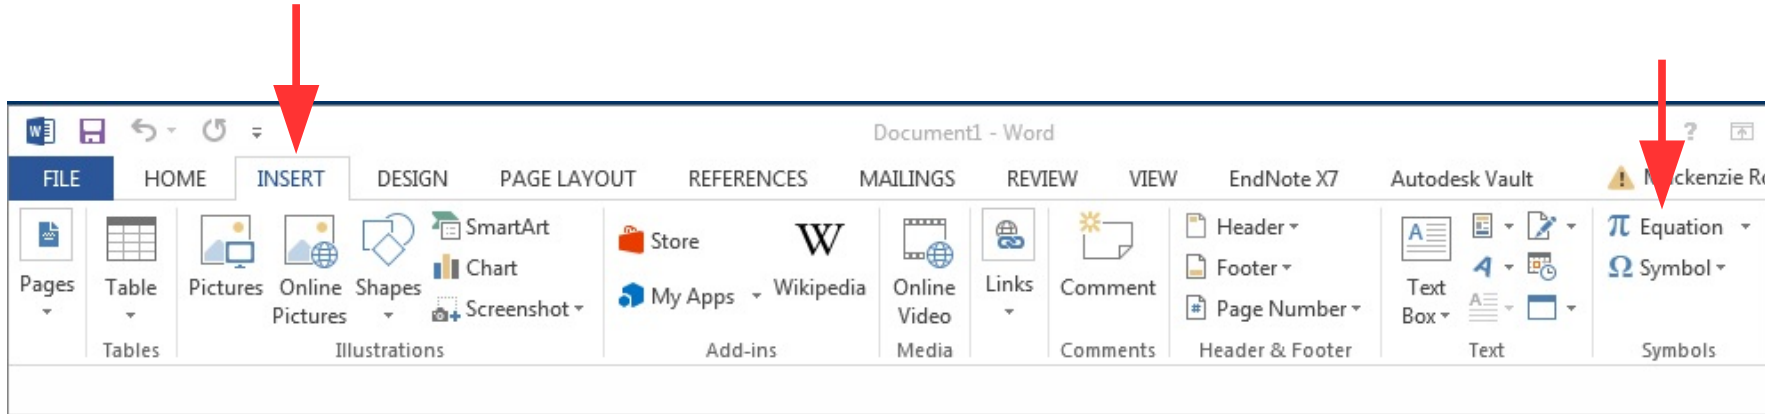 Document1 - Word
?
FILE HOME INSERT DESIGN PAGE LAYOUT REFERENCES MAILINGS REVIEW VIEW EndNote X7 Autodesk Vault
Pages
Table
Pictures
Online
Pictures
Shapes
SmartArt
Chart
Screenshot
Store
My Apps
W
Wikipedia
Online
Video
Links
Comment
Header
Footer
Page Number
Text
Box
π Equation
Ω Symbol
Tables Illustrations Add-ins Media Comments Header & Footer Text Symbols